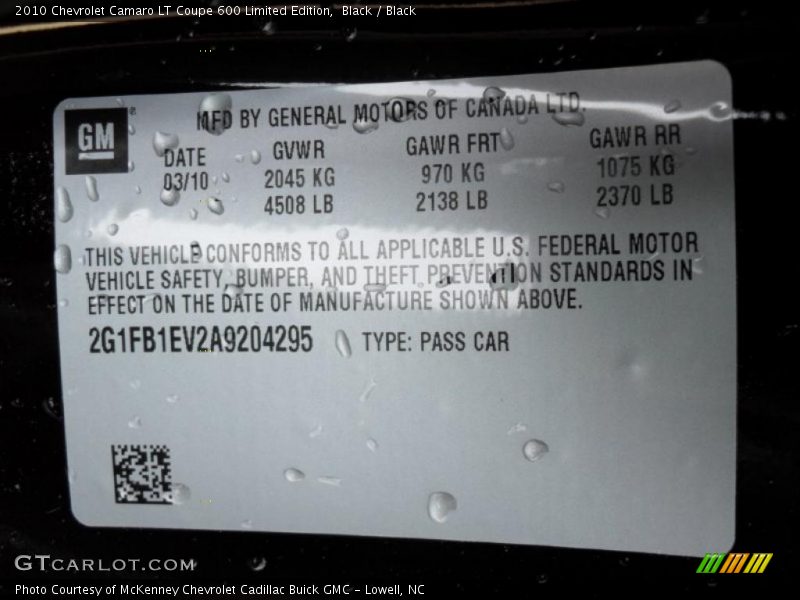 2010 Chevrolet Camaro LT Coupe 600 Limited Edition, Black / Black
GM®
MFD BY GENERAL MOTORS OF CANADA LTD.
DATE GVWR GAWR FRT GAWR RR
03/10 2045 KG 970 KG 1075 KG
4508 LB 2138 LB 2370 LB
THIS VEHICLE CONFORMS TO ALL APPLICABLE U.S. FEDERAL MOTOR
VEHICLE SAFETY, BUMPER, AND THEFT PREVENTION STANDARDS IN
EFFECT ON THE DATE OF MANUFACTURE SHOWN ABOVE.
2G1FB1EV2A9204295 TYPE: PASS CAR
GTcarlot.com
Photo Courtesy of McKenney Chevrolet Cadillac Buick GMC - Lowell, NC